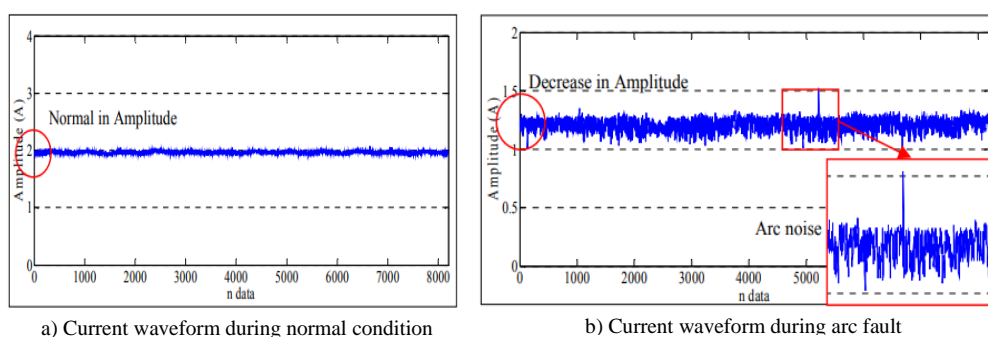 4
3
2
1
0
Amplitude (A)
Normal in Amplitude
0 1000 2000 3000 4000 5000 6000 7000 8000
n data
a) Current waveform during normal condition
2
1.5
1
0.5
0
Amplitude (A)
Decrease in Amplitude
Arc noise
0 1000 2000 3000 4000 5000
n data
b) Current waveform during arc fault